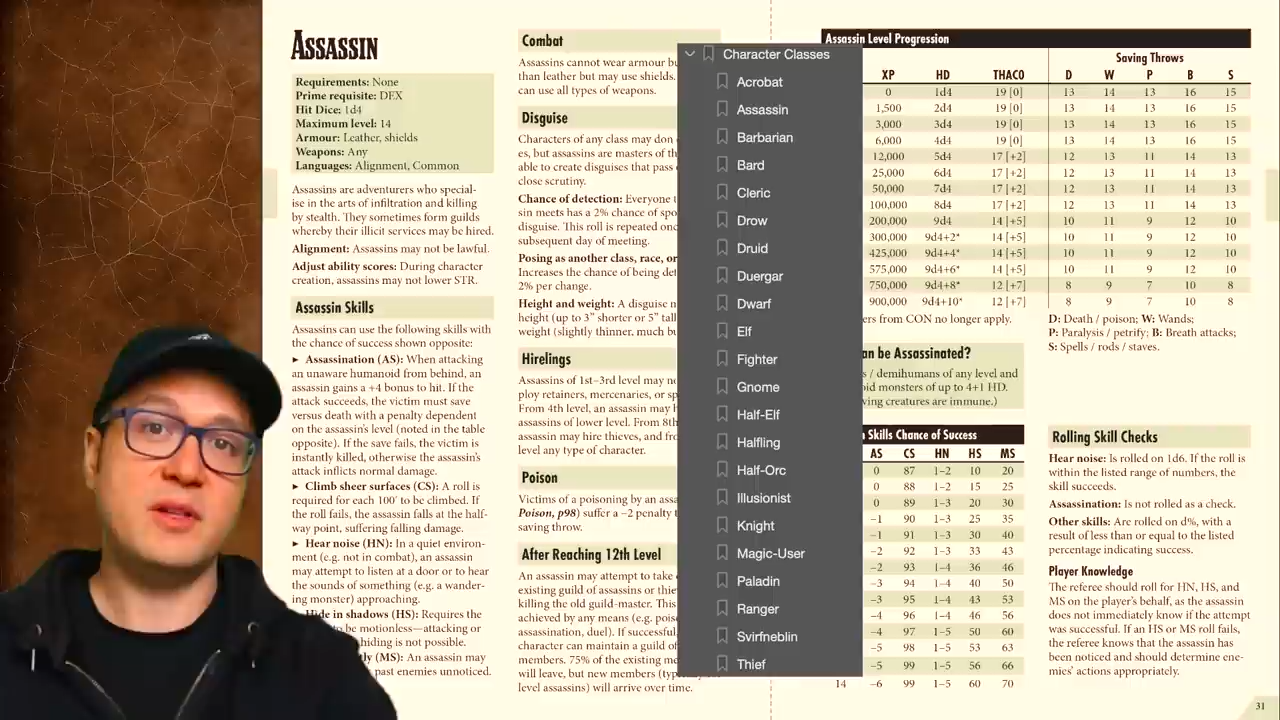 ASSASSIN
Requirements: None
Prime requisite: DEX
Hit Dice: 1d4
Maximum level: 14
Armour: Leather, shields
Weapons: Any
Languages: Alignment, Common
Assassins are adventurers who special-
ise in the arts of infiltration and killing
by stealth. They sometimes form guilds
whereby their illicit services may be hired.
Alignment: Assassins may not be lawful.
Adjust ability scores: During character
creation, assassins may not lower STR.
Assassin Skills
Assassins can use the following skills with
the chance of success shown opposite:
► Assassination (AS): When attacking
an unaware humanoid from behind, an
assassin gains a +4 bonus to hit. If the
attack succeeds, the victim must save
versus death with a penalty dependent
on the assassin's level (noted in the table
opposite). If the save fails, the victim is
instantly killed, otherwise the assassin's
attack inflicts normal damage.
► Climb sheer surfaces (CS): A roll is
required for each 100' to be climbed. If
the roll fails, the assassin falls at the half-
way point, suffering falling damage.
► Hear noise (HN): In a quiet environ-
ment (e.g. not in combat), an assassin
may attempt to listen at a door or to hear
the sounds of something (e.g. a wander-
ing monster) approaching.
Hide in shadows (HS): Requires the
to be motionless—attacking or
hiding is not possible.
(MS): An assassin may
past enemies unnoticed.
Combat
Assassins cannot wear armour
than leather but may use shields.
can use all types of weapons.
Disguise
Characters of any class may don
es, but assassins are masters of
able to create disguises that pass
close scrutiny.
Chance of detection: Everyone
sin meets has a 2% chance of
disguise. This roll is repeated
subsequent day of meeting.
Posing as another class, race, or
Increases the chance of being
2% per change.
Height and weight: A disguise
height (up to 3" shorter or 5"
weight (slightly thinner, much
Hirelings
Assassins of 1st–3rd level may
ploy retainers, mercenaries, or
From 4th level, an assassin may
assassins of lower level. From 8th
assassin may hire thieves, and
level any type of character.
Poison
Victims of a poisoning by an
Poison, p98) suffer a –2 penalty
saving throw.
After Reaching 12th Level
An assassin may attempt to take
existing guild of assassins or
killing the old guild-master. This
achieved by any means (e.g.
assassination, duel). If successful,
character can maintain a guild of
members. 75% of the existing
will leave, but new members
level assassins) will arrive over time.
Character Classes
Acrobat
Assassin
Barbarian
Bard
Cleric
Drow
Druid
Duergar
Dwarf
Elf
Fighter
Gnome
Half-Elf
Halfling
Half-Orc
Illusionist
Knight
Magic-User
Paladin
Ranger
Svirfneblin
Thief
Assassin Level Progression
Saving Throws
XP HD THAC0 D W P B S
0 1d4 19 [0] 13 14 13 16 15
1,500 2d4 19 [0] 13 14 13 16 15
3,000 3d4 19 [0] 13 14 13 16 15
6,000 4d4 19 [0] 13 14 13 16 15
12,000 5d4 17 [+2] 12 13 11 14 13
25,000 6d4 17 [+2] 12 13 11 14 13
50,000 7d4 17 [+2] 12 13 11 14 13
100,000 8d4 17 [+2] 12 13 11 14 13
200,000 9d4 14 [+5] 10 11 9 12 10
300,000 9d4+2* 14 [+5] 10 11 9 12 10
425,000 9d4+4* 14 [+5] 10 11 9 12 10
575,000 9d4+6* 14 [+5] 10 11 9 12 10
750,000 9d4+8* 12 [+7] 8 9 7 10 8
900,000 9d4+10* 12 [+7] 8 9 7 10 8
from CON no longer apply.
D: Death / poison; W: Wands;
P: Paralysis / petrify; B: Breath attacks;
S: Spells / rods / staves.
be Assassinated?
/ demihumans of any level and
monsters of up to 4+1 HD.
creatures are immune.)
Skills Chance of Success
AS CS HN HS MS
0 87 1–2 10 20
0 88 1–2 15 25
0 89 1–3 20 30
–1 90 1–3 25 35
–1 91 1–3 30 40
–2 92 1–3 33 43
–2 93 1–4 36 46
–3 94 1–4 40 50
–3 95 1–4 43 53
–4 96 1–4 46 56
–4 97 1–5 50 60
–5 98 1–5 53 63
–5 99 1–5 56 66
14 –6 99 1–5 60 70
Rolling Skill Checks
Hear noise: Is rolled on 1d6. If the roll is
within the listed range of numbers, the
skill succeeds.
Assassination: Is not rolled as a check.
Other skills: Are rolled on d%, with a
result of less than or equal to the listed
percentage indicating success.
Player Knowledge
The referee should roll for HN, HS, and
MS on the player's behalf, as the assassin
does not immediately know if the attempt
was successful. If an HS or MS roll fails,
the referee knows that the assassin has
been noticed and should determine ene-
mies' actions appropriately.
31